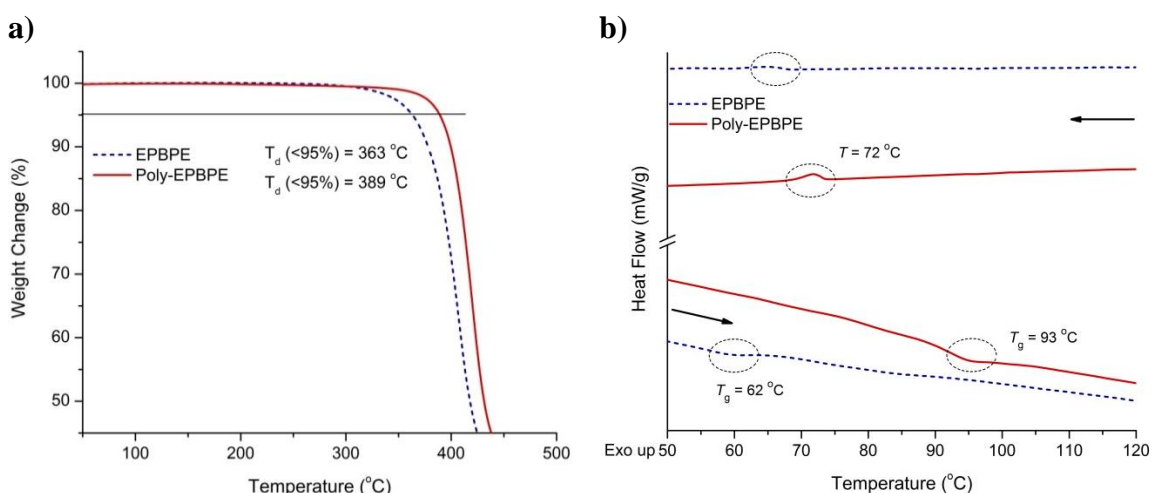 a)
Weight Change (%)
100
90
80
70
60
50
EPBPE
Poly-EPBPE
T_d (<95%) = 363 °C
T_d (<95%) = 389 °C
100
200
300
400
500
Temperature (°C)
b)
Heat Flow (mW/g)
EPBPE
Poly-EPBPE
T = 72 °C
T_g = 93 °C
T_g = 62 °C
Exo up
50
60
70
80
90
100
110
120
Temperature (°C)